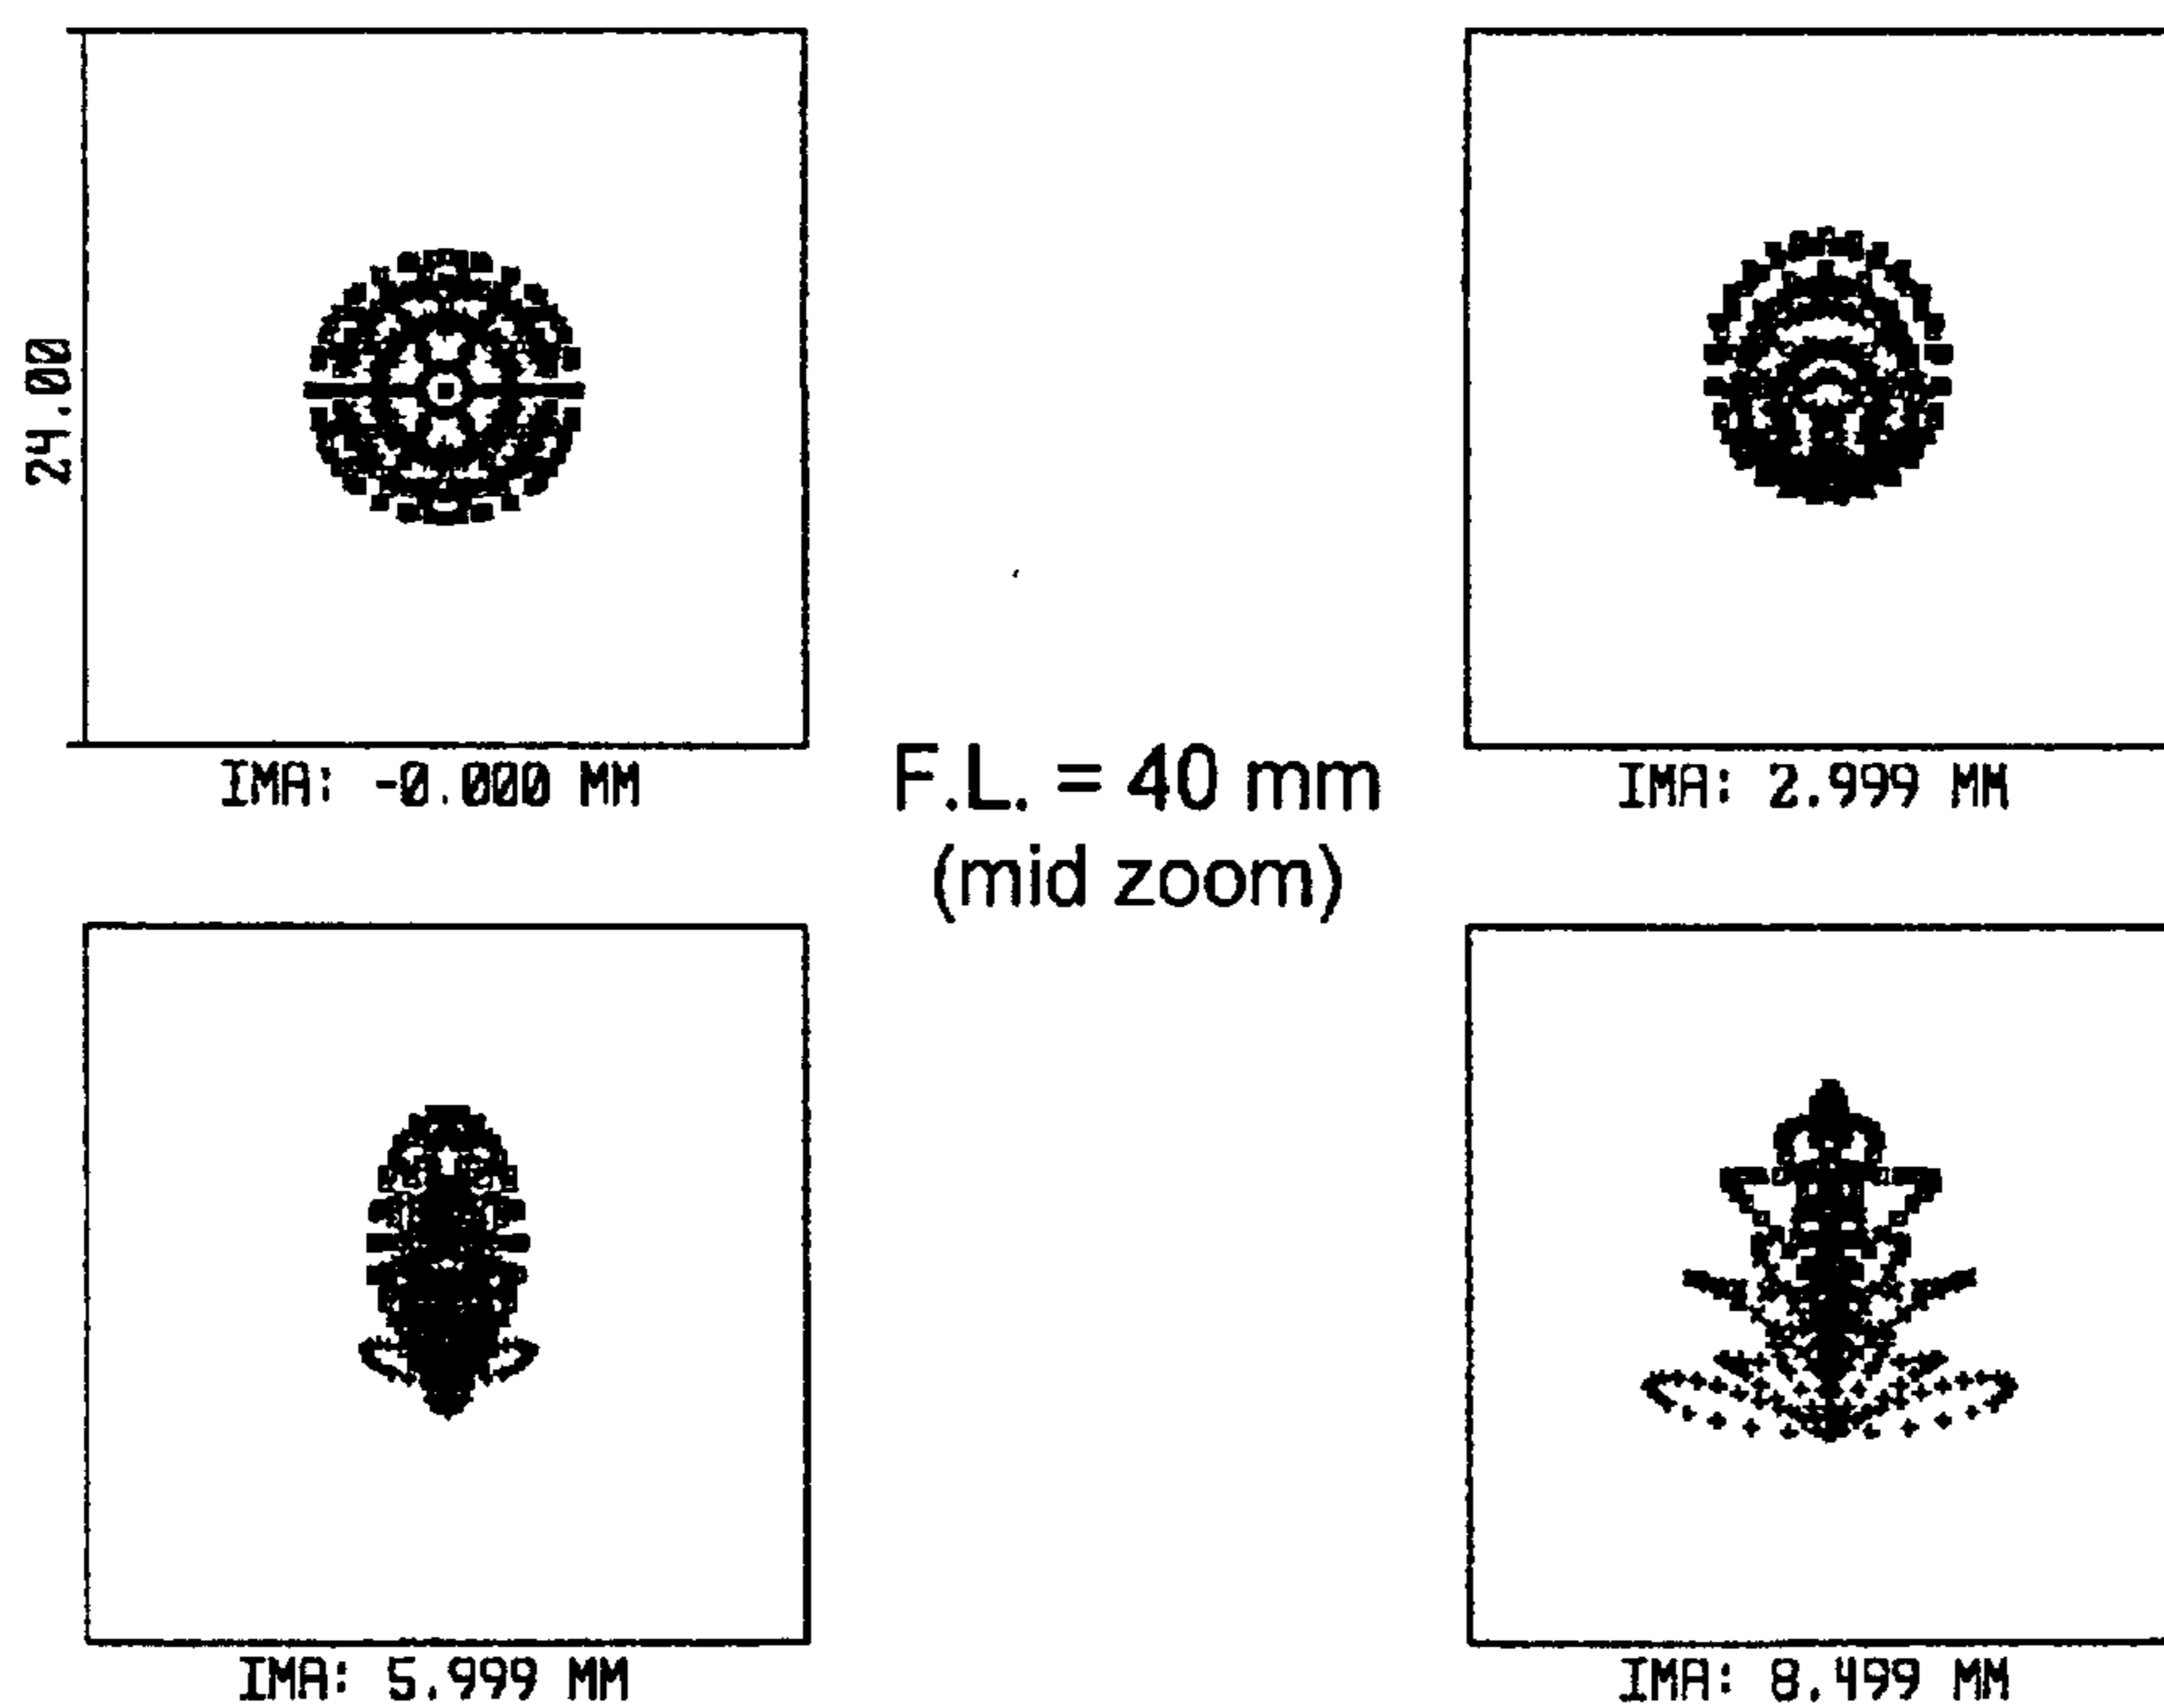 24.00
IMA: -0.000 MM
IMA: 2.999 MM
F.L. = 40 mm
(mid zoom)
IMA: 5.999 MM
IMA: 8.499 MM